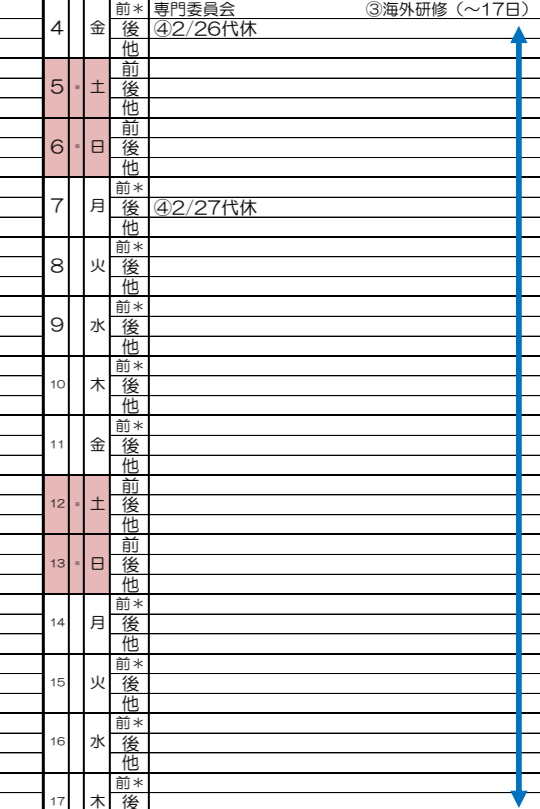 前＊ 専門委員会 ③海外研修（～17日）
4 金 後 ④2/26代休
他
前
5 ＊ 土 後
他
前
6 ＊ 日 後
他
前＊
7 月 後 ④2/27代休
他
前＊
8 火 後
他
前＊
9 水 後
他
前＊
10 木 後
他
前＊
11 金 後
他
前
12 ＊ 土 後
他
前
13 ＊ 日 後
他
前＊
14 月 後
他
前＊
15 火 後
他
前＊
16 水 後
他
前＊
17 木 後